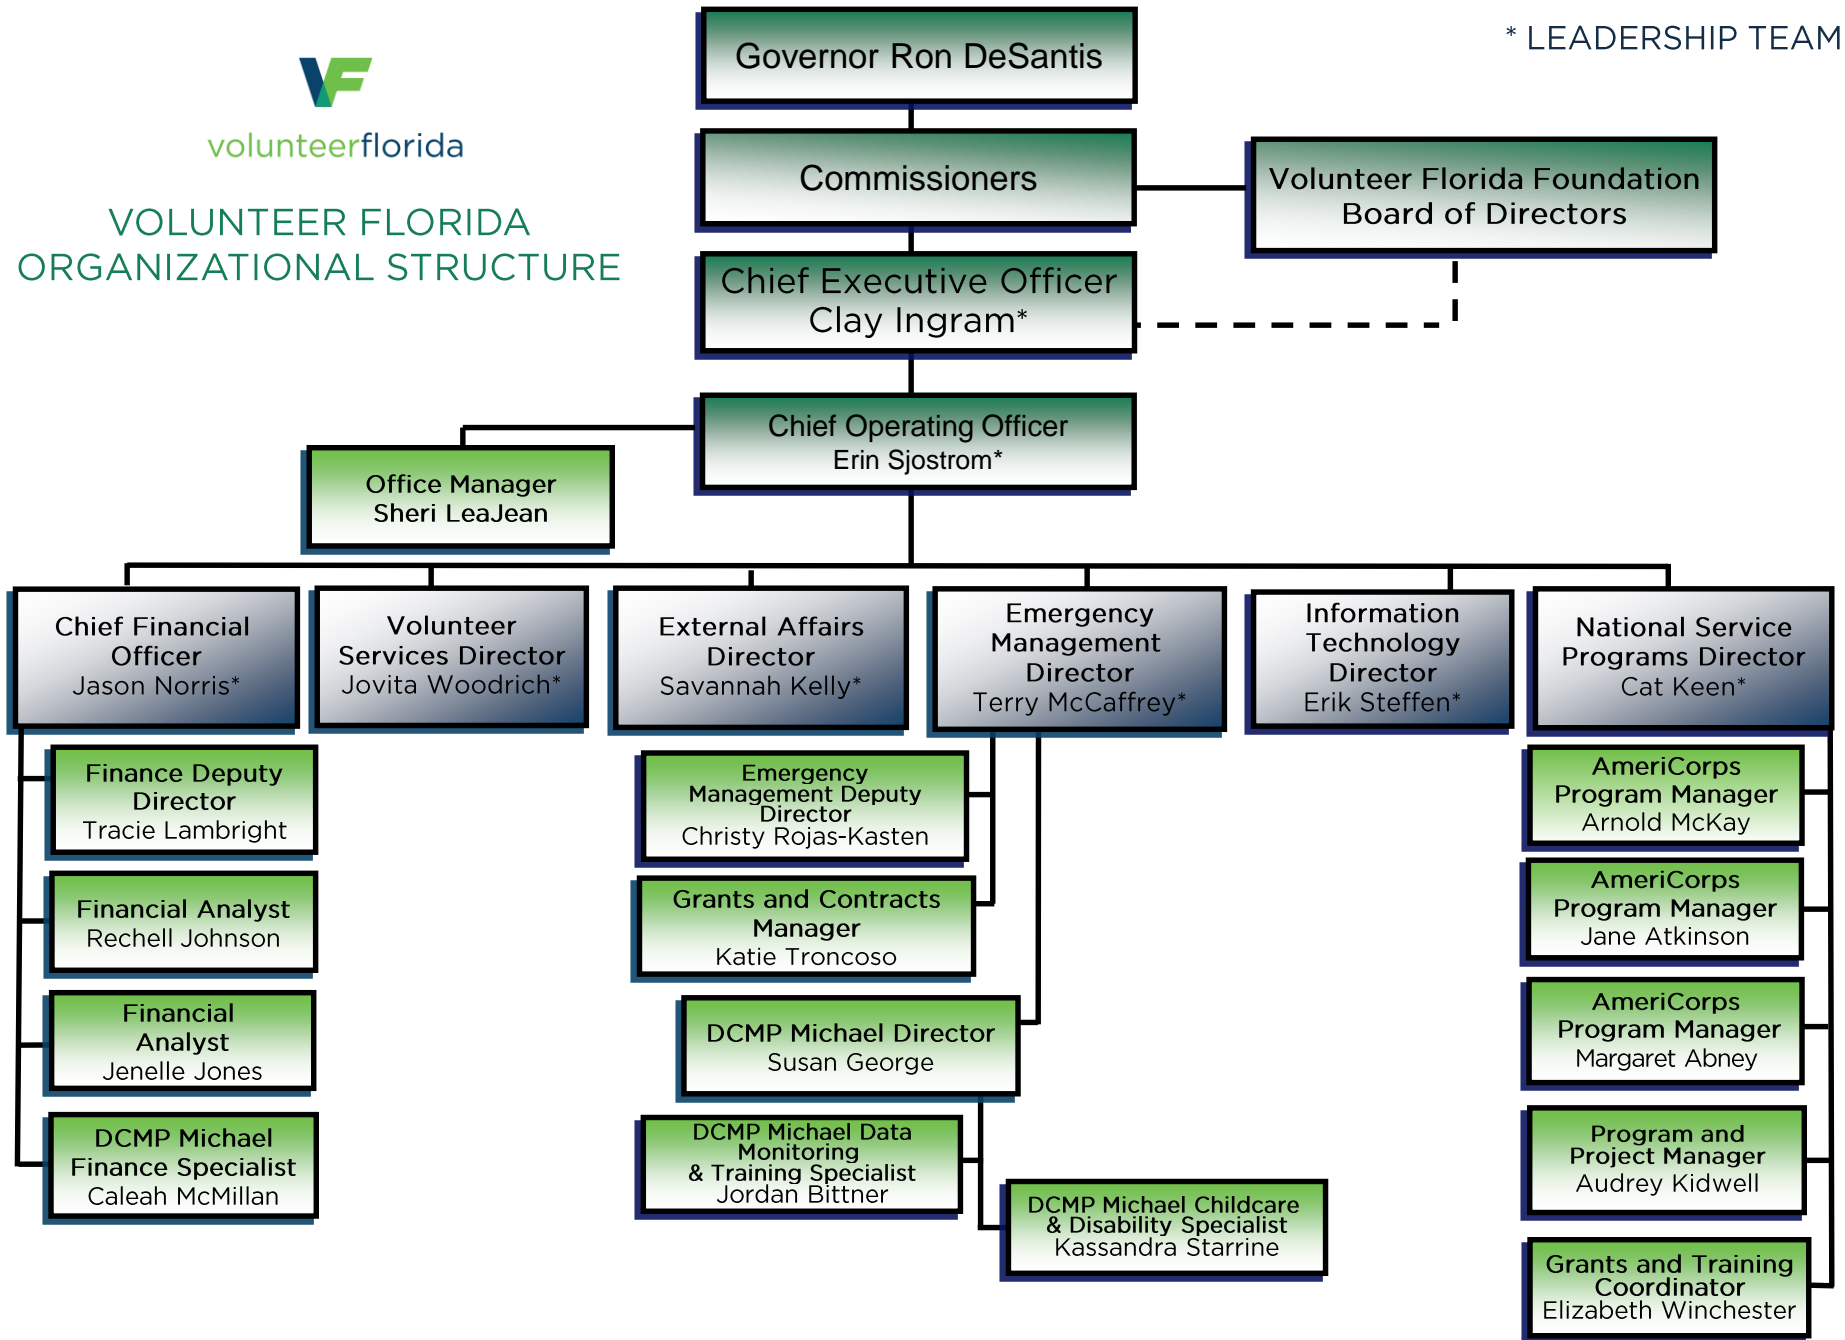 Governor Ron DeSantis
* LEADERSHIP TEAM
VF
volunteerflorida
VOLUNTEER FLORIDA
ORGANIZATIONAL STRUCTURE
Commissioners
Volunteer Florida Foundation
Board of Directors
Chief Executive Officer
Clay Ingram*
Chief Operating Officer
Erin Sjostrom*
Office Manager
Sheri LeaJean
Chief Financial
Officer
Jason Norris*
Volunteer
Services Director
Jovita Woodrich*
External Affairs
Director
Savannah Kelly*
Emergency
Management
Director
Terry McCaffrey*
Information
Technology
Director
Erik Steffen*
National Service
Programs Director
Cat Keen*
Finance Deputy
Director
Tracie Lambright
Financial Analyst
Rechell Johnson
Financial
Analyst
Jenelle Jones
DCMP Michael
Finance Specialist
Caleah McMillan
Emergency
Management Deputy
Director
Christy Rojas-Kasten
Grants and Contracts
Manager
Katie Troncoso
DCMP Michael Director
Susan George
DCMP Michael Data
Monitoring
& Training Specialist
Jordan Bittner
DCMP Michael Childcare
& Disability Specialist
Kassandra Starrine
AmeriCorps
Program Manager
Arnold McKay
AmeriCorps
Program Manager
Jane Atkinson
AmeriCorps
Program Manager
Margaret Abney
Program and
Project Manager
Audrey Kidwell
Grants and Training
Coordinator
Elizabeth Winchester